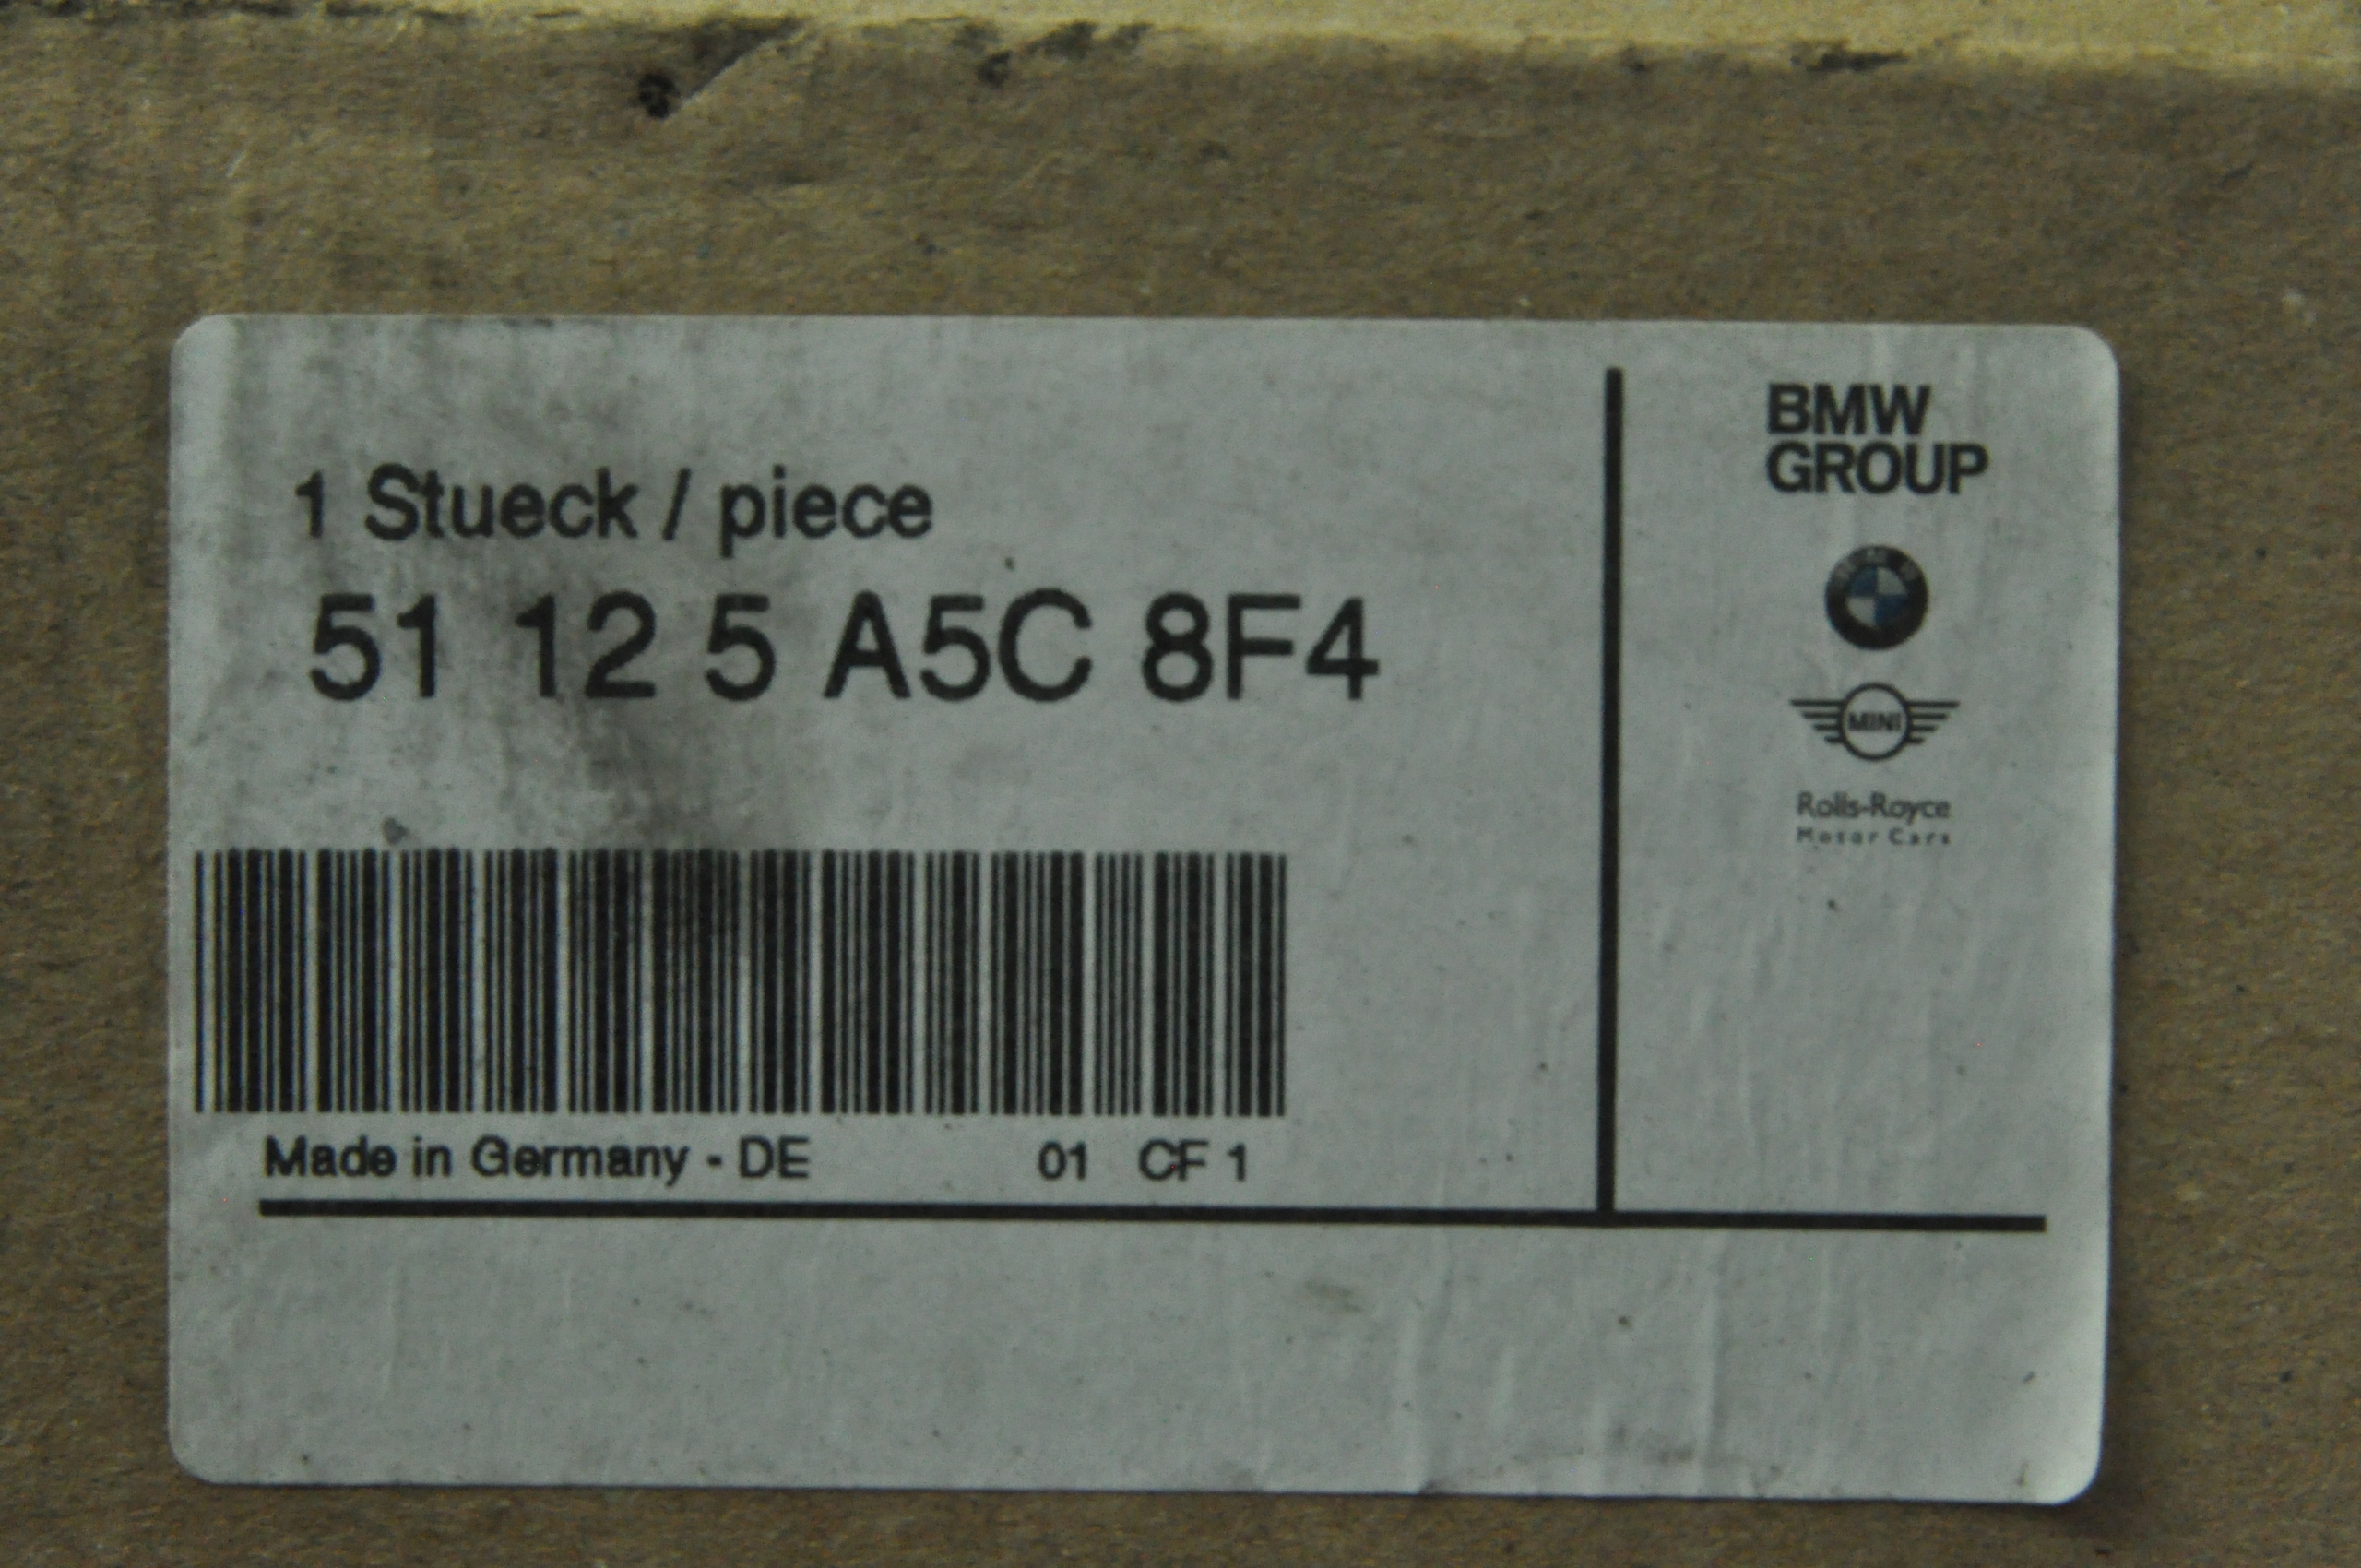 1 Stueck / piece
51 12 5 A5C 8F4
Made in Germany - DE 01 CF 1
BMW
GROUP
MINI
Rolls-Royce
Motor Cars